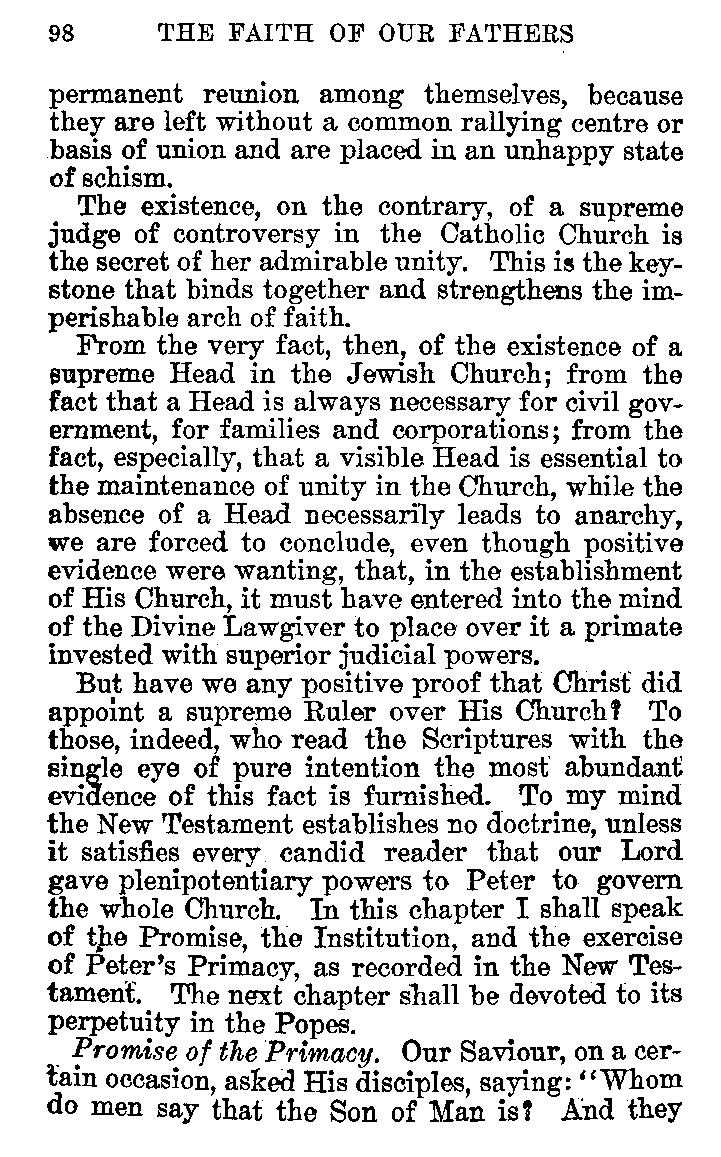 98 THE FAITH OF OUR FATHERS
permanent reunion among themselves, because
they are left without a common rallying centre or
basis of union and are placed in an unhappy state
of schism.
The existence, on the contrary, of a supreme
judge of controversy in the Catholic Church is
the secret of her admirable unity. This is the key-
stone that binds together and strengthens the im-
perishable arch of faith.
From the very fact, then, of the existence of a
supreme Head in the Jewish Church; from the
fact that a Head is always necessary for civil gov-
ernment, for families and corporations; from the
fact, especially, that a visible Head is essential to
the maintenance of unity in the Church, while the
absence of a Head necessarily leads to anarchy,
we are forced to conclude, even though positive
evidence were wanting, that, in the establishment
of His Church, it must have entered into the mind
of the Divine Lawgiver to place over it a primate
invested with superior judicial powers.
But have we any positive proof that Christ did
appoint a supreme Ruler over His Church? To
those, indeed, who read the Scriptures with the
single eye of pure intention the most abundant
evidence of this fact is furnished. To my mind
the New Testament establishes no doctrine, unless
it satisfies every candid reader that our Lord
gave plenipotentiary powers to Peter to govern
the whole Church. In this chapter I shall speak
of the Promise, the Institution, and the exercise
of Peter's Primacy, as recorded in the New Tes-
tament. The next chapter shall be devoted to its
perpetuity in the Popes.
Promise of the Primacy. Our Saviour, on a cer-
tain occasion, asked His disciples, saying: "Whom
do men say that the Son of Man is? And they